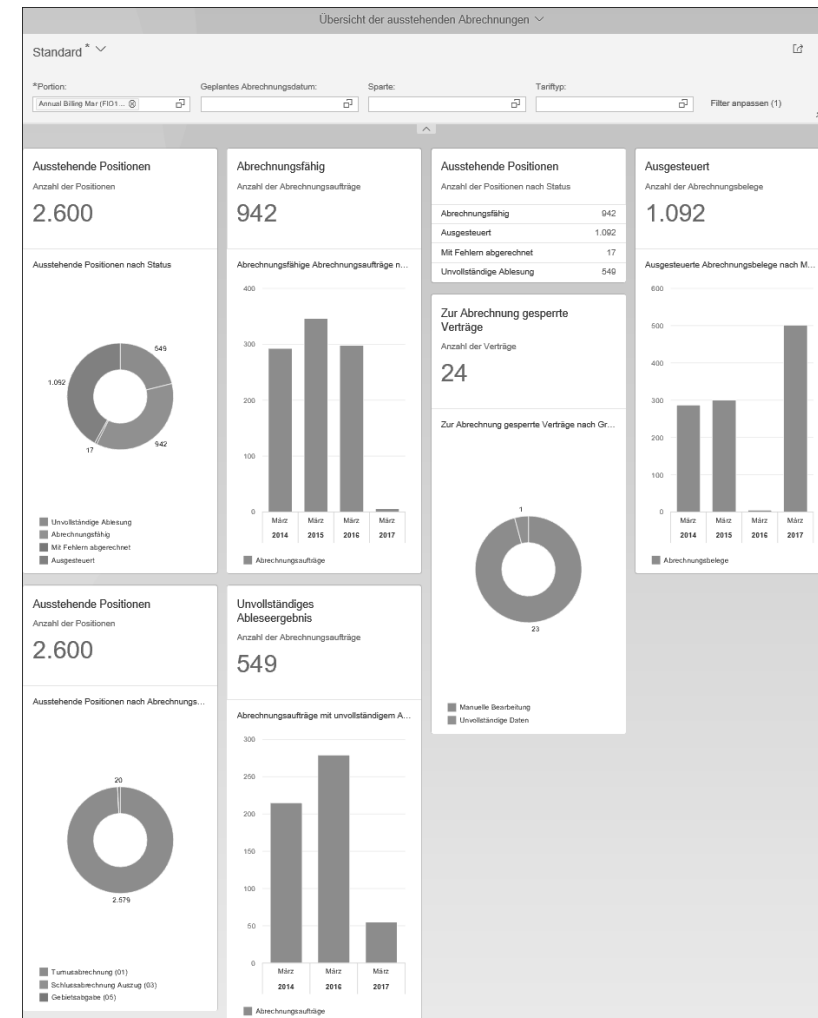 Übersicht der ausstehenden Abrechnungen
Standard *
*Portion:
Geplantes Abrechnungsdatum:
Sparte:
Tariftyp:
Annual Billing Mar (FIO1...
Filter anpassen (1)
Ausstehende Positionen
Anzahl der Positionen
2.600
Ausstehende Positionen nach Status
549
1.092
942
17
Unvollständige Ablesung
Abrechnungsfähig
Mit Fehlern abgerechnet
Ausgesteuert
Abrechnungsfähig
Anzahl der Abrechnungsaufträge
942
Abrechnungsfähige Abrechnungsaufträge n...
400
300
200
100
0
März März März März
2014 2015 2016 2017
Abrechnungsaufträge
Ausstehende Positionen
Anzahl der Positionen nach Status
Abrechnungsfähig 942
Ausgesteuert 1.092
Mit Fehlern abgerechnet 17
Unvollständige Ablesung 549
Zur Abrechnung gesperrte
Verträge
Anzahl der Verträge
24
Zur Abrechnung gesperrte Verträge nach Gr...
1
23
Manuelle Bearbeitung
Unvollständige Daten
Ausgesteuert
Anzahl der Abrechnungsbelege
1.092
Ausgesteuerte Abrechnungsbelege nach M...
600
500
400
300
200
100
0
März März März März
2014 2015 2016 2017
Abrechnungsbelege
Ausstehende Positionen
Anzahl der Positionen
2.600
Ausstehende Positionen nach Abrechnungs...
20
2.579
Turnusabrechnung (01)
Schlussabrechnung Auszug (03)
Gebietsabgabe (05)
Unvollständiges
Ableseergebnis
Anzahl der Abrechnungsaufträge
549
Abrechnungsaufträge mit unvollständigem A...
300
250
200
150
100
50
0
März März März
2014 2016 2017
Abrechnungsaufträge